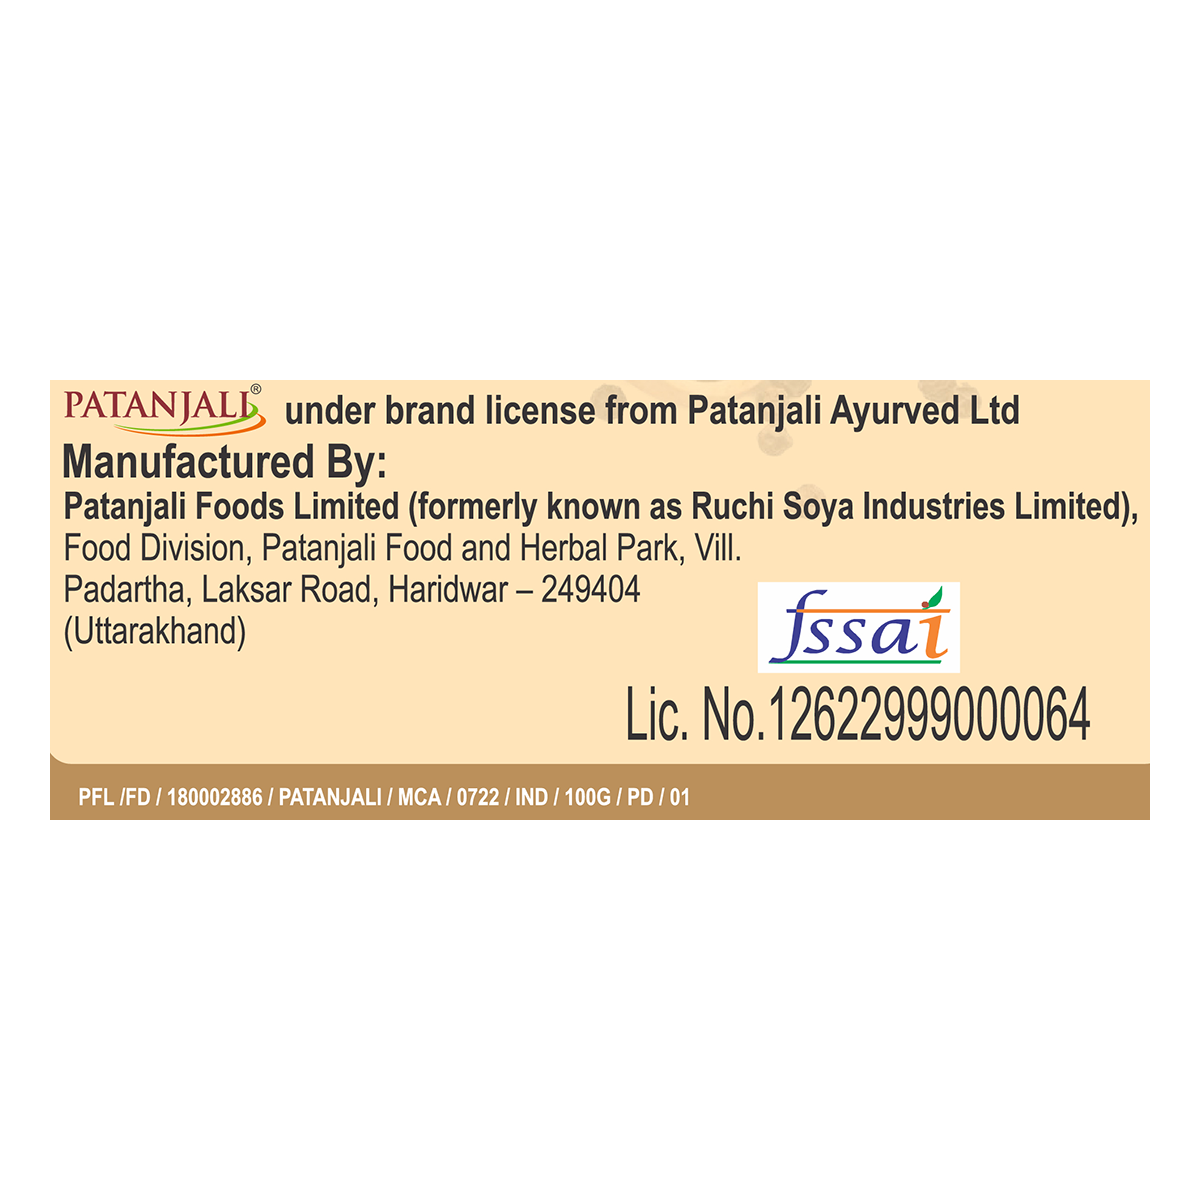 PATANJALI® under brand license from Patanjali Ayurved Ltd
Manufactured By:
Patanjali Foods Limited (formerly known as Ruchi Soya Industries Limited),
Food Division, Patanjali Food and Herbal Park, Vill.
Padartha, Laksar Road, Haridwar – 249404
(Uttarakhand)
fssai
Lic. No.12622999000064
PFL /FD / 180002886 / PATANJALI / MCA / 0722 / IND / 100G / PD / 01